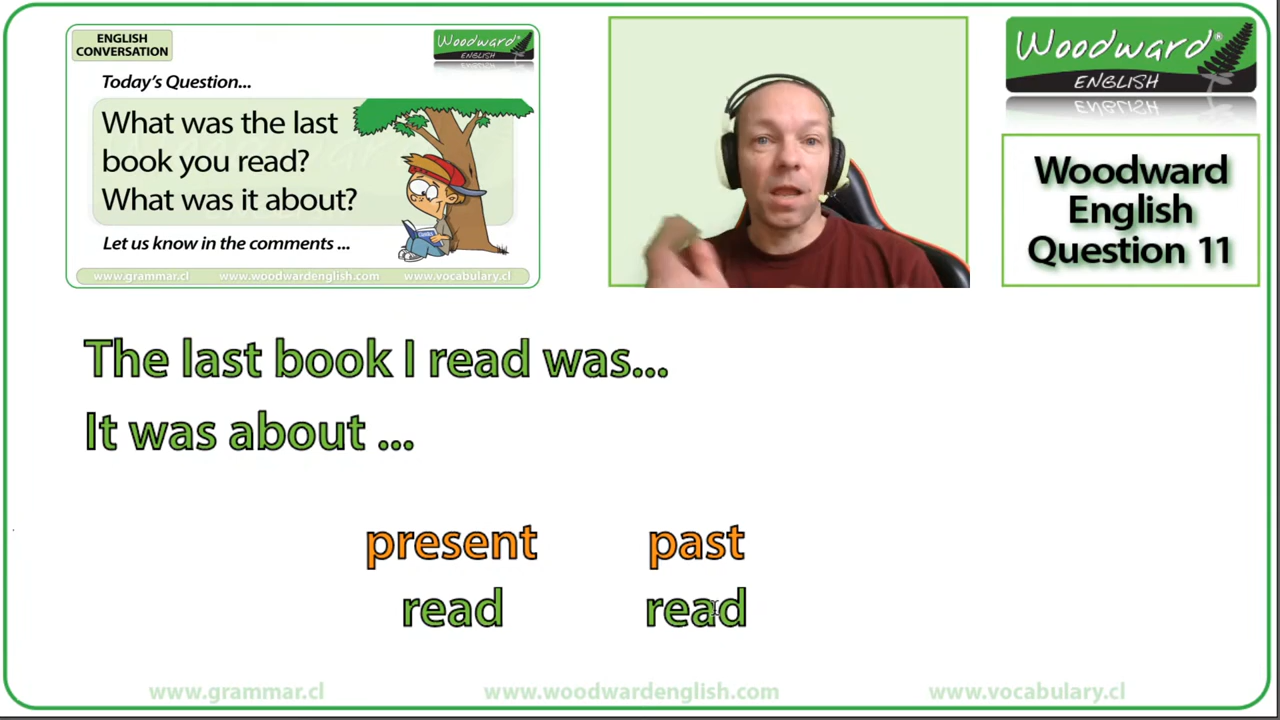 ENGLISH
CONVERSATION
Woodward®
ENGLISH
Today's Question...
What was the last
book you read?
What was it about?
Let us know in the comments ...
www.grammar.cl www.woodwardenglish.com www.vocabulary.cl
Woodward®
ENGLISH
Woodward
English
Question 11
The last book I read was...
It was about ...
present past
read read
www.grammar.cl www.woodwardenglish.com www.vocabulary.cl